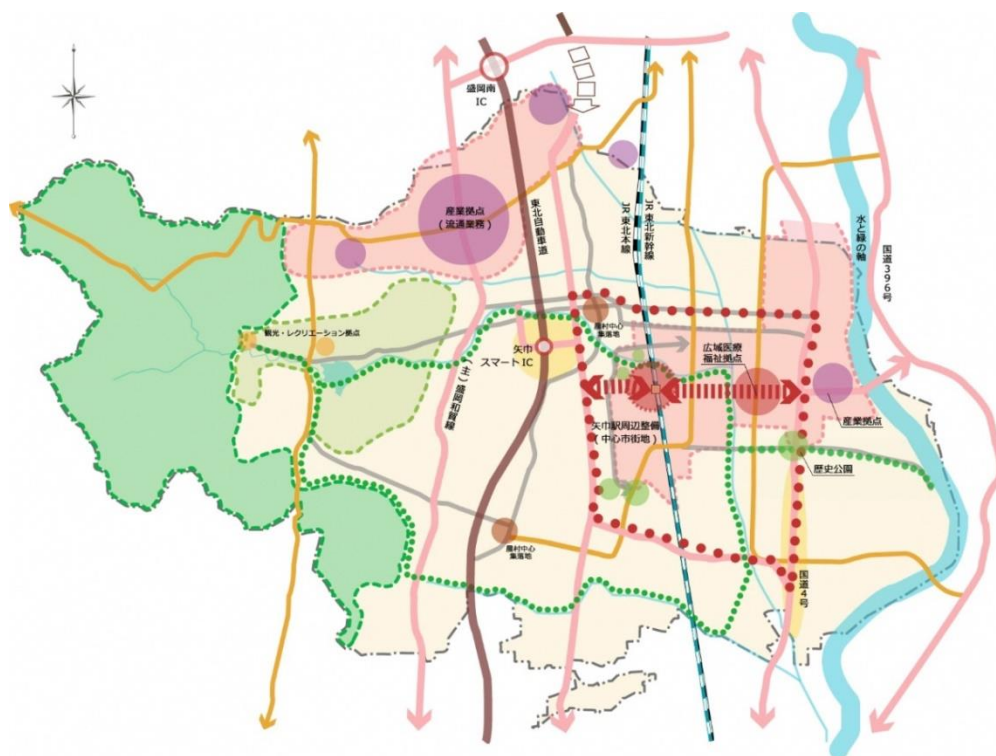 盛岡南
IC
産業拠点
(流通業務)
東北自動車道
JR東北本線
JR東北新幹線
水と緑の軸
国道396号
観光・レクリエーション拠点
農村中心
集落地
矢巾
スマートIC
(主)盛岡和賀線
広域医療
福祉拠点
矢巾駅周辺整備
(中心市街地)
産業拠点
歴史公園
農村中心
集落地
国道4号